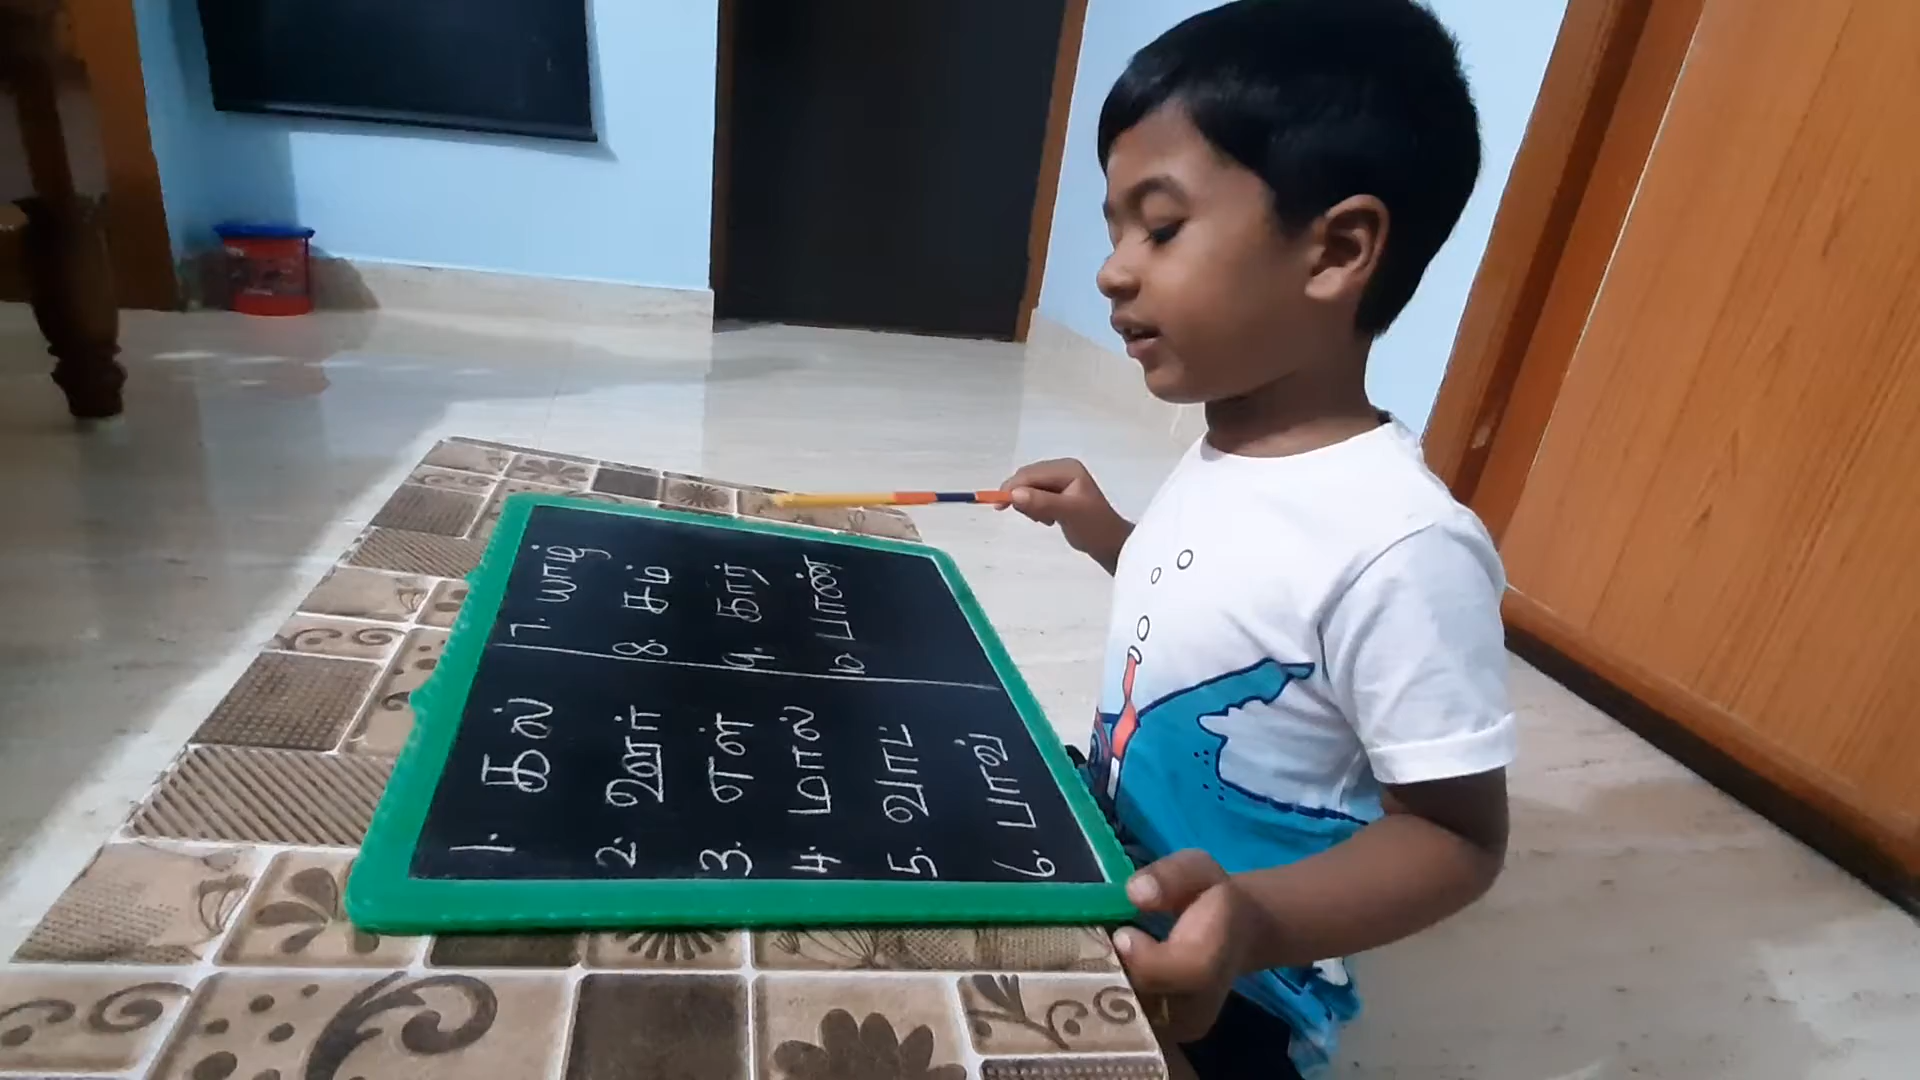 1. கல்
2. ஊர்
3. ஏன்
4. மால்
5. வாட்
6.
7. யாழ்
8.
9. கார்
10 பாண்